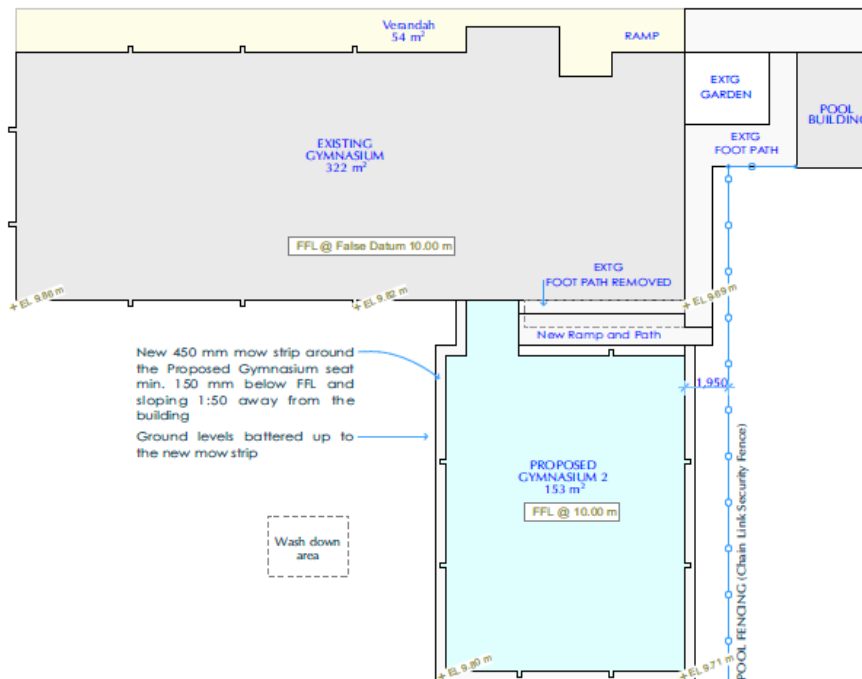 Verandah
54 m²
RAMP
EXTG
GARDEN
POOL
BUILDING
EXTG
FOOT PATH
EXISTING
GYMNASIUM
322 m²
FFL @ False Datum 10.00 m
EXTG
FOOT PATH REMOVED
EL 9.86 m
EL 9.82 m
EL 9.69 m
New Ramp and Path
New 450 mm mow strip around
the Proposed Gymnasium seat
min. 150 mm below FFL and
sloping 1:50 away from the
building
Ground levels battered up to
the new mow strip
1,950
PROPOSED
GYMNASIUM 2
153 m²
FFL @ 10.00 m
Wash down
area
POOL FENCING (Chain Link Security Fence)
EL 9.80 m
EL 9.71 m